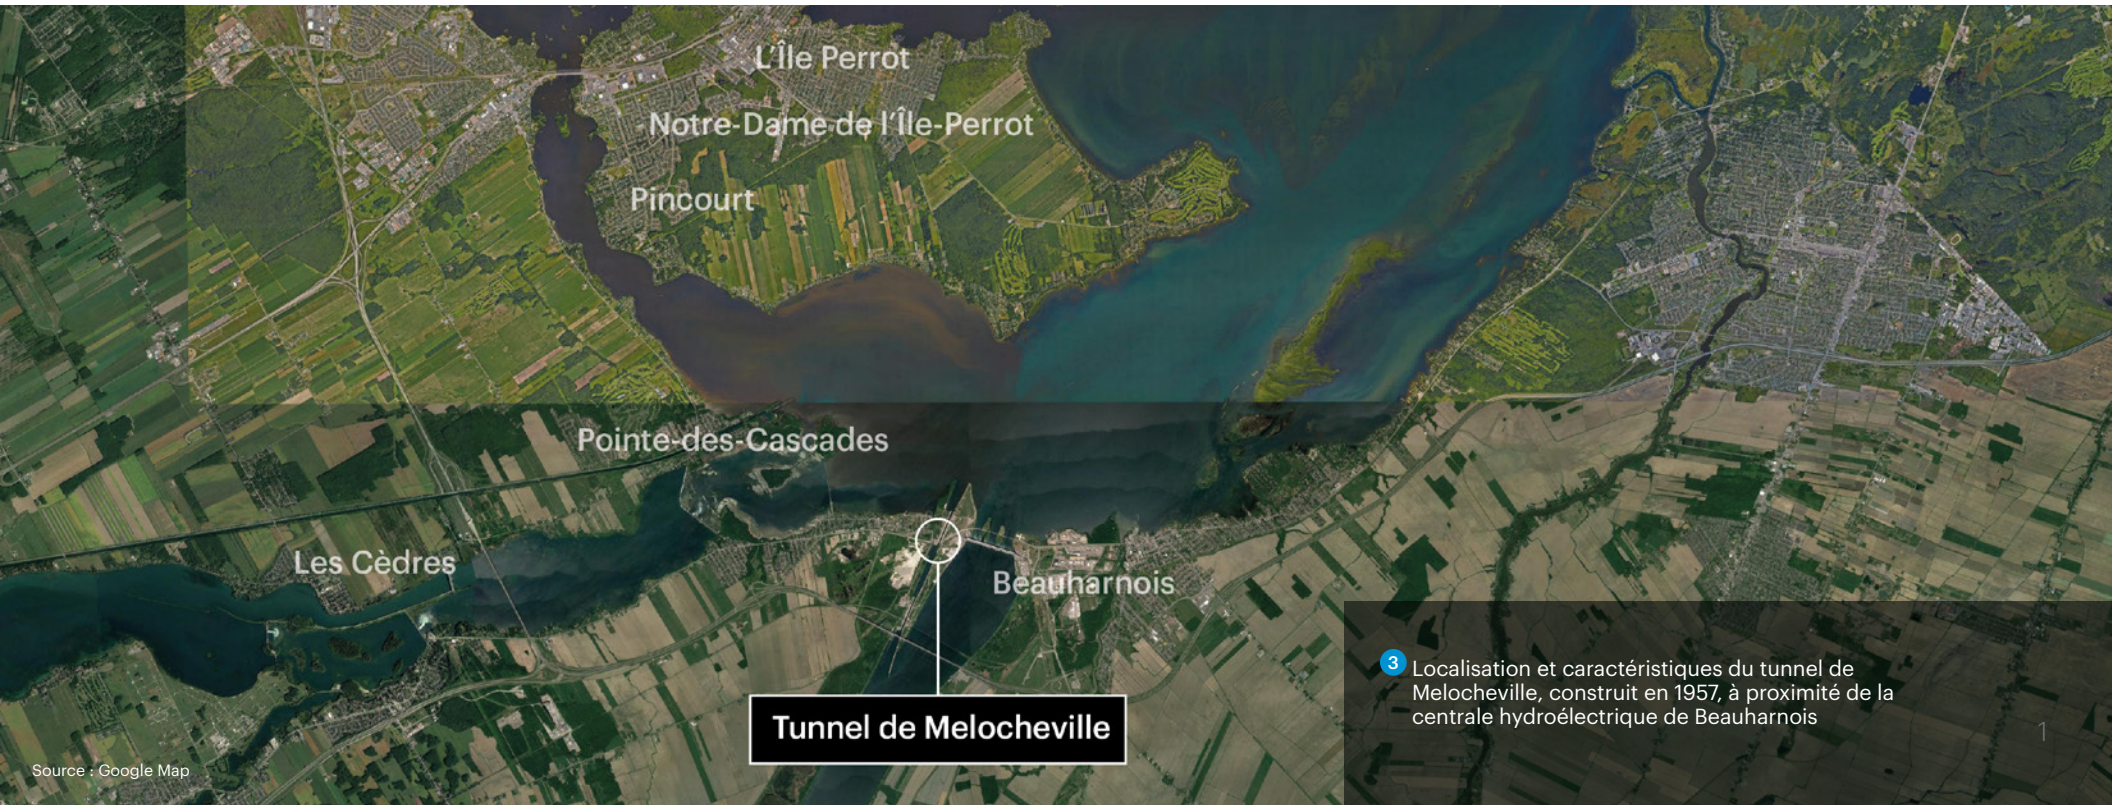 L'Île Perrot
Notre-Dame de l'Île-Perrot
Pincourt
Pointe-des-Cascades
Les Cèdres
Beauharnois
Tunnel de Melocheville
3 Localisation et caractéristiques du tunnel de
Melocheville, construit en 1957, à proximité de la
centrale hydroélectrique de Beauharnois
1
Source : Google Map